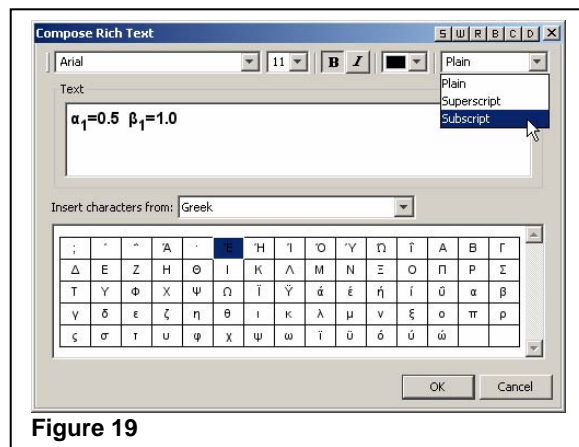 Compose Rich Text S W R B C D X
Arial 11 B I Plain
Plain
Superscript
Subscript
Text
α₁=0.5 β₁=1.0
Insert characters from: Greek
; Ά · Έ Ή Ό Ύ Ώ Α Β Γ
Δ Ε Ζ Η Θ Ι Κ Λ Μ Ν Ξ Ο Π Ρ Σ
Τ Υ Φ Χ Ψ Ω Ϊ Ϋ ά έ ή ί α β
γ δ ε ζ η θ ι κ λ μ ν ξ ο π ρ
ς σ τ υ φ χ ψ ω ϊ ϋ ό ύ ώ
OK Cancel
Figure 19